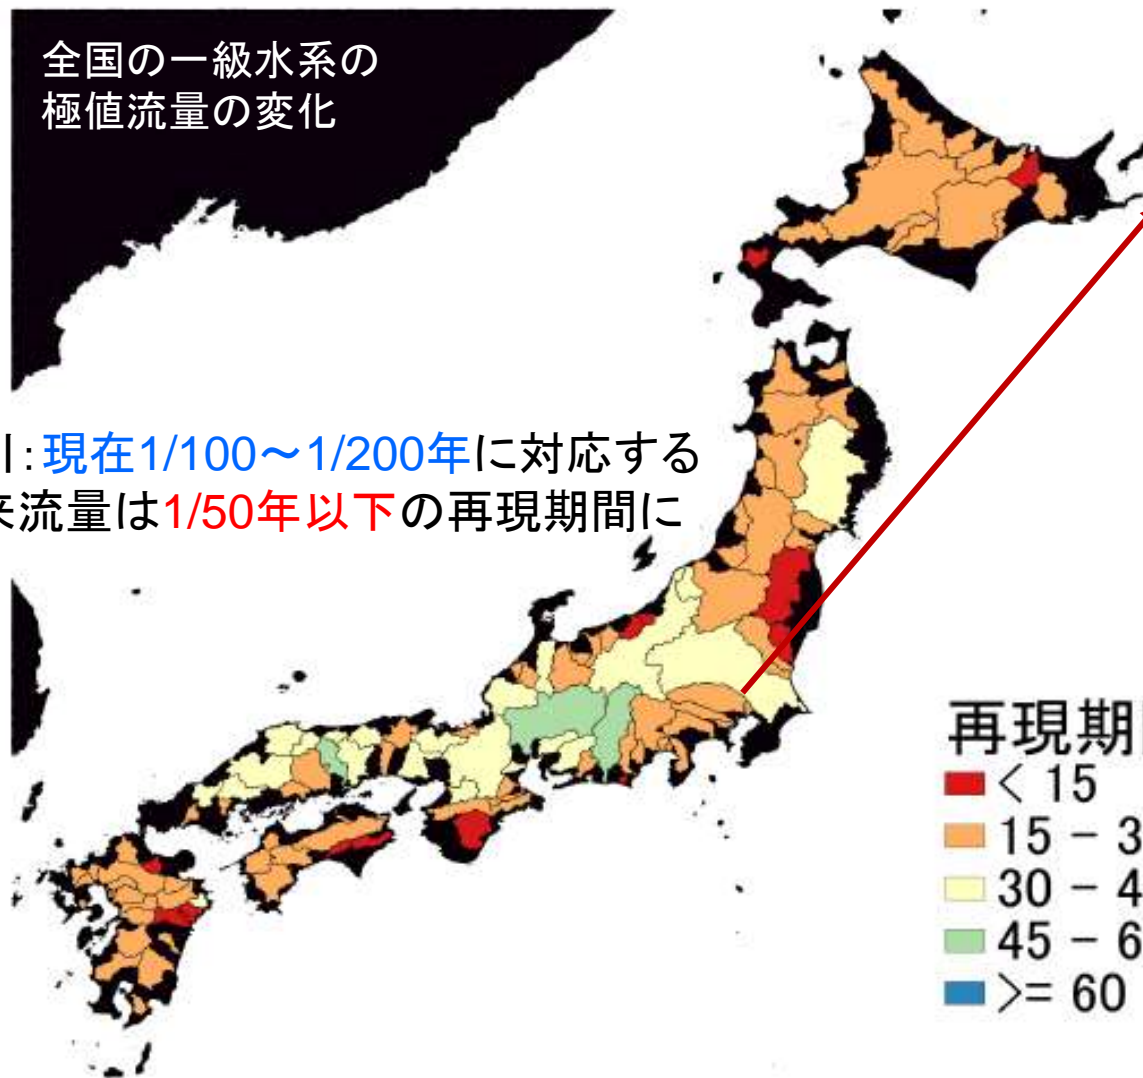 全国の一級水系の
極値流量の変化
:現在1/100～1/200年に対応する
来流量は1/50年以下の再現期間に
再現期
< 15
15 - 3
30 - 4
45 - 6
>= 60